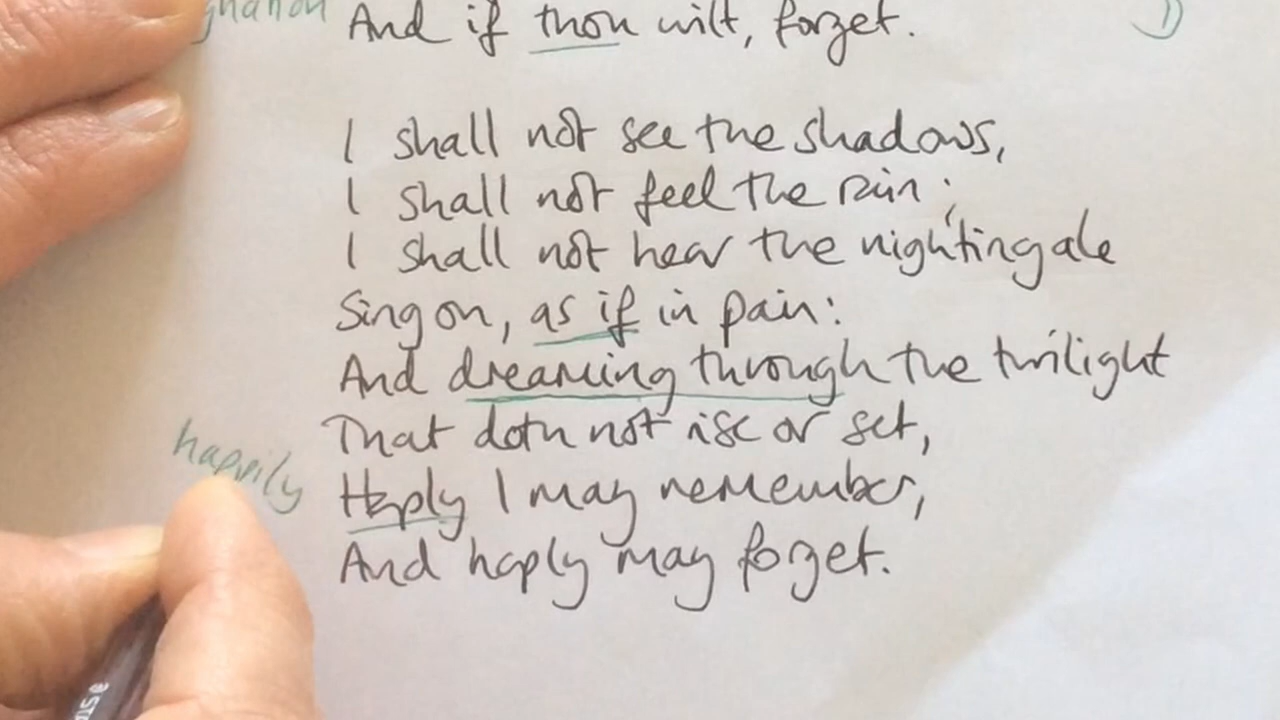 And if thou wilt, forget.
I shall not see the shadows,
I shall not feel the rain;
I shall not hear the nightingale
Sing on, as if in pain:
And dreaming through the twilight
That doth not rise or set,
happily
Haply I may remember,
And haply may forget.